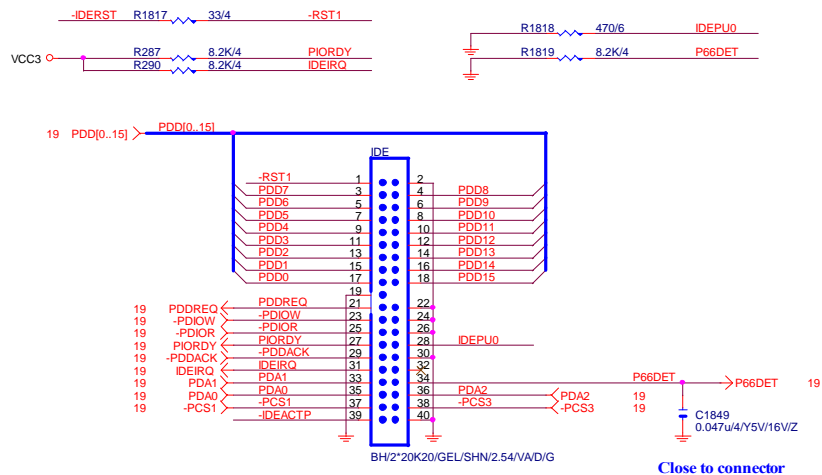 -IDERST R1817 33/4 -RST1
R1818 470/6 IDEPU0
VCC3 R287 8.2K/4 PIORDY
R1819 8.2K/4 P66DET
R290 8.2K/4 IDEIRQ
19 PDD[0..15] PDD[0..15]
IDE
-RST1 1 2
PDD7 3 4 PDD8
PDD6 5 6 PDD9
PDD5 7 8 PDD10
PDD4 9 10 PDD11
PDD3 11 12 PDD12
PDD2 13 14 PDD13
PDD1 15 16 PDD14
PDD0 17 18 PDD15
19
19 PDDREQ PDDREQ 21 22
19 -PDIOW -PDIOW 23 24
19 -PDIOR -PDIOR 25 26
19 PIORDY PIORDY 27 28 IDEPU0
19 -PDDACK -PDDACK 29 30
19 IDEIRQ IDEIRQ 31 32
19 PDA1 PDA1 33 34 P66DET P66DET 19
19 PDA0 PDA0 35 36 PDA2 PDA2 19
19 -PCS1 -PCS1 37 38 -PCS3 -PCS3 19
-IDEACTP 39 40
C1849
0.047u/4/Y5V/16V/Z
BH/2*20K20/GEL/SHN/2.54/VA/D/G
Close to connector